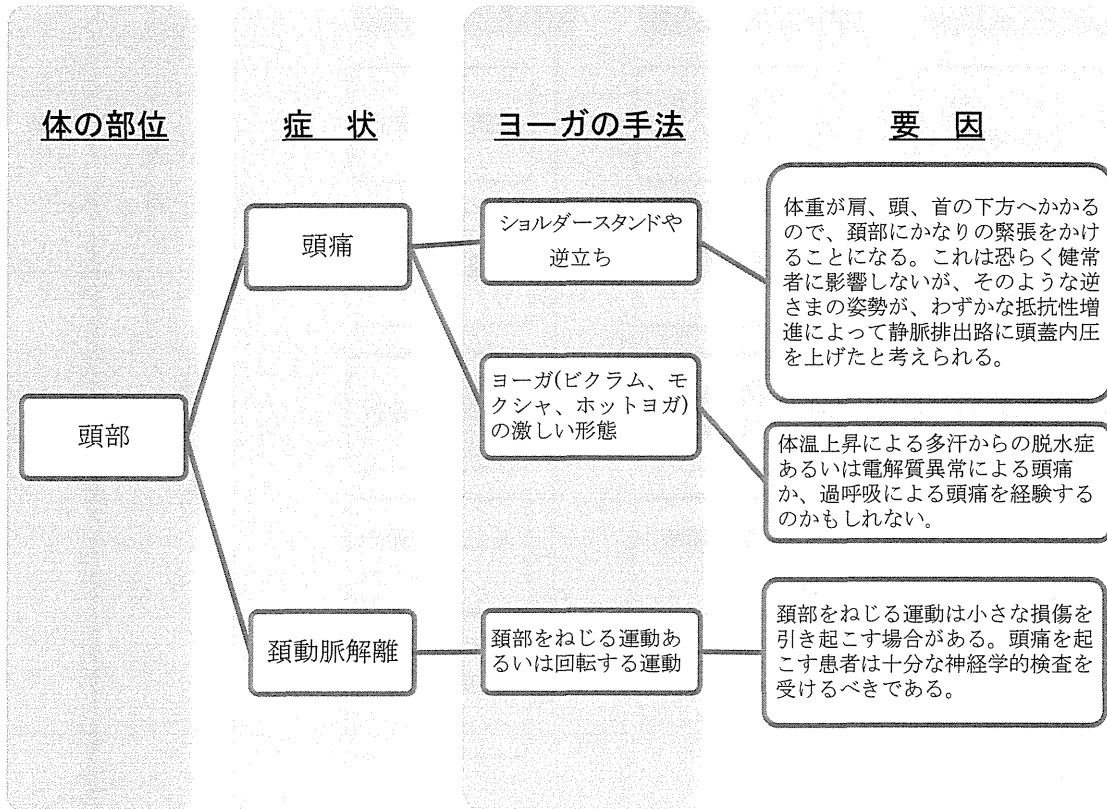 体の部位
症　状
ヨーガの手法
要　因
頭部
頭痛
ショルダースタンドや
逆立ち
体重が肩、頭、首の下方へかかる
ので、頚部にかなりの緊張をかけ
ることになる。これは恐らく健常
者に影響しないが、そのような逆
さまの姿勢が、わずかな抵抗性増
進によって静脈排出路に頭蓋内圧
を上げたと考えられる。
ヨーガ(ビクラム、モ
クシャ、ホットヨガ)
の激しい形態
体温上昇による多汗からの脱水症
あるいは電解質異常による頭痛
か、過呼吸による頭痛を経験する
のかもしれない。
頚動脈解離
頚部をねじる運動あ
るいは回転する運動
頚部をねじる運動は小さな損傷を
引き起こす場合がある。頭痛を起
こす患者は十分な神経学的検査を
受けるべきである。